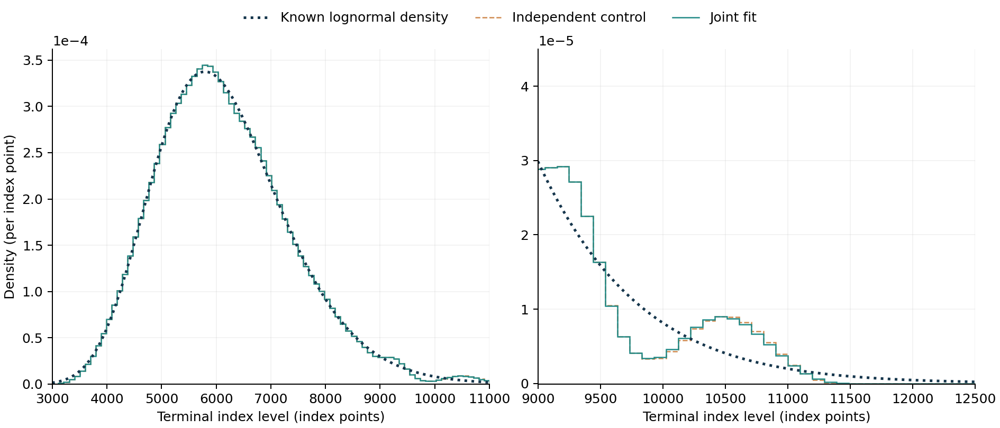 Known lognormal density
Independent control
Joint fit
1e−4
3.5
3.0
2.5
2.0
1.5
1.0
0.5
0.0
Density (per index point)
3000 4000 5000 6000 7000 8000 9000 10000 11000
Terminal index level (index points)
1e−5
4
3
2
1
0
9000 9500 10000 10500 11000 11500 12000 12500
Terminal index level (index points)